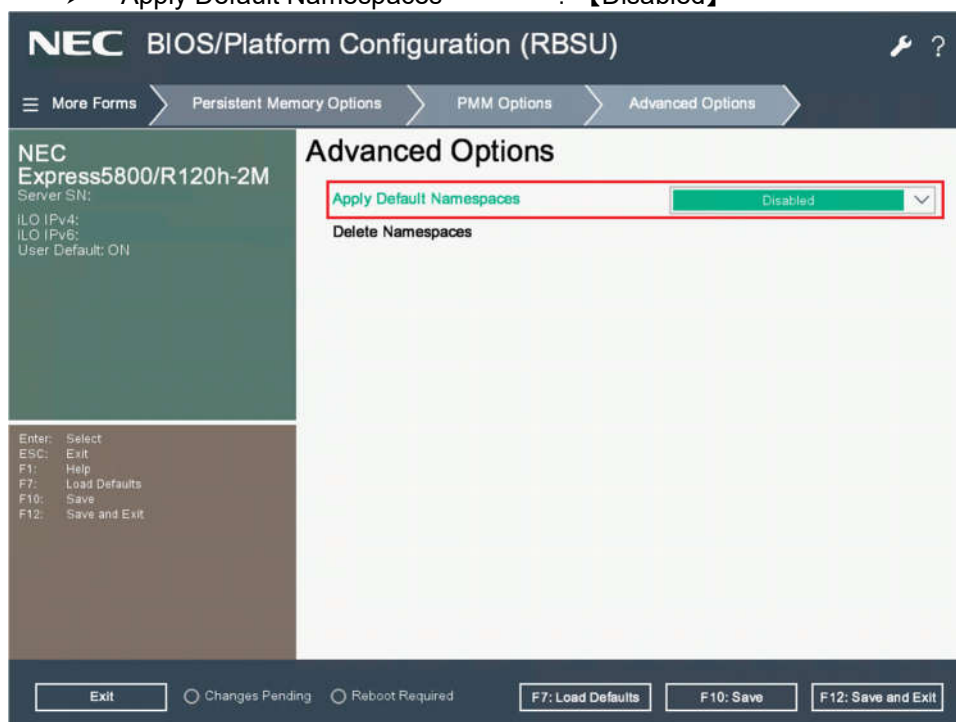 ➢ Apply Default Namespaces : 【Disabled】
NEC BIOS/Platform Configuration (RBSU) ?
More Forms Persistent Memory Options PMM Options Advanced Options
NEC
Express5800/R120h-2M
Server SN:
iLO IPv4:
iLO IPv6:
User Default: ON
Advanced Options
Apply Default Namespaces Disabled
Delete Namespaces
Enter: Select
ESC: Exit
F1: Help
F7: Load Defaults
F10: Save
F12: Save and Exit
Exit Changes Pending Reboot Required F7: Load Defaults F10: Save F12: Save and Exit